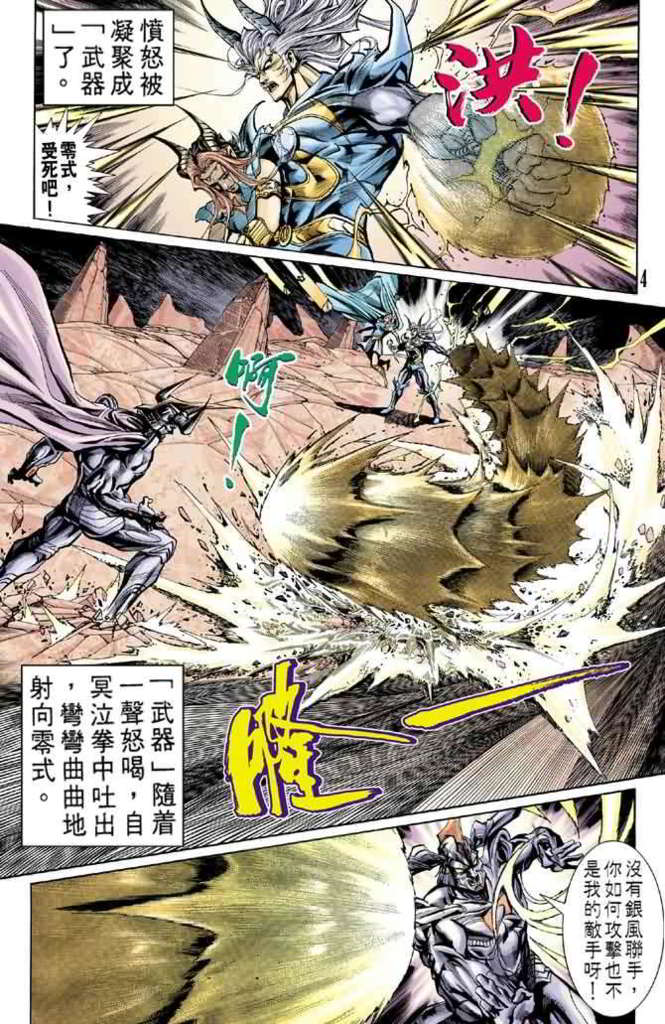 憤怒被
凝聚成
「武器
」了。
洪！
零式，
受死吧！
4
啊！
「武器」隨着
一聲怒喝，自
冥泣拳中吐出
，彎彎曲曲地
射向零式。
沒有銀風聯手，
你如何攻擊也不
是我的敵手呀！